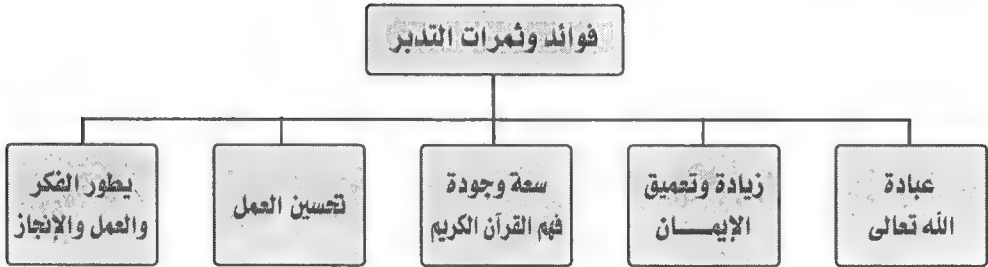 فوائد وثمرات التدبر
عبادة
الله تعالى
زيادة وتعميق
الإيمـــان
سعة وجودة
فهم القرآن الكريم
تحسين العمل
يطور الفكر
والعمل والإنجاز